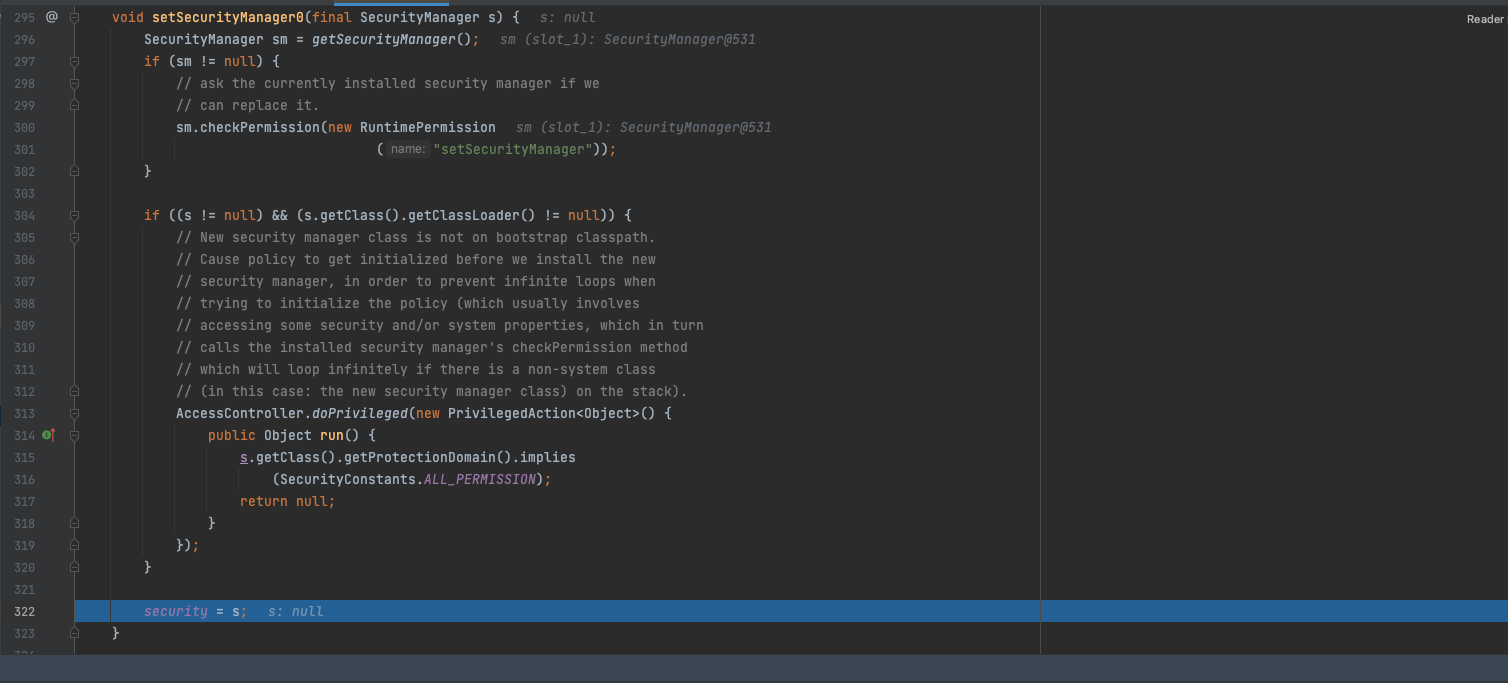 295 @ void setSecurityManager0(final SecurityManager s) { s: null
Reader
296 SecurityManager sm = getSecurityManager(); sm (slot_1): SecurityManager@531
297 if (sm != null) {
298 // ask the currently installed security manager if we
299 // can replace it.
300 sm.checkPermission(new RuntimePermission sm (slot_1): SecurityManager@531
301 ( name: "setSecurityManager"));
302 }
303
304 if ((s != null) && (s.getClass().getClassLoader() != null)) {
305 // New security manager class is not on bootstrap classpath.
306 // Cause policy to get initialized before we install the new
307 // security manager, in order to prevent infinite loops when
308 // trying to initialize the policy (which usually involves
309 // accessing some security and/or system properties, which in turn
310 // calls the installed security manager's checkPermission method
311 // which will loop infinitely if there is a non-system class
312 // (in this case: the new security manager class) on the stack).
313 AccessController.doPrivileged(new PrivilegedAction<Object>() {
314 public Object run() {
315 s.getClass().getProtectionDomain().implies
316 (SecurityConstants.ALL_PERMISSION);
317 return null;
318 }
319 });
320 }
321
322 security = s; s: null
323 }